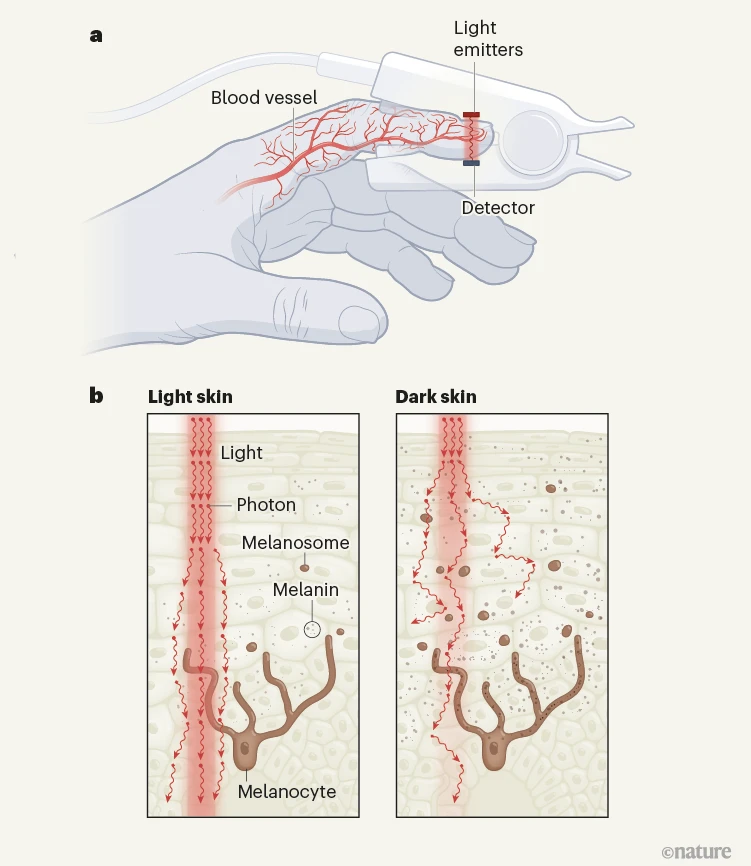 a
Light
emitters
Blood vessel
Detector
b
Light skin
Dark skin
Light
Photon
Melanosome
Melanin
Melanocyte
©nature